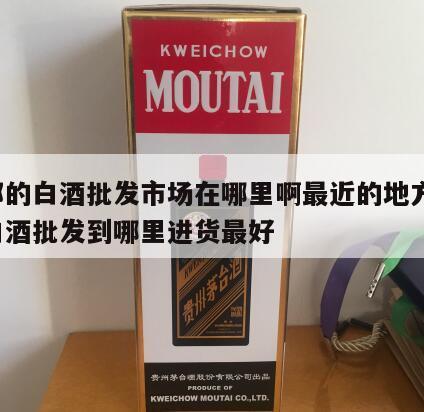 KWEICHOW
MOUTAI
的白酒批发市场在哪里啊最近的地方
白酒批发到哪里进货最好
贵州茅台酒
贵州茅台酒股份有限公司出品
PRODUCE OF
KWEICHOW MOUTAI CO.,LTD.